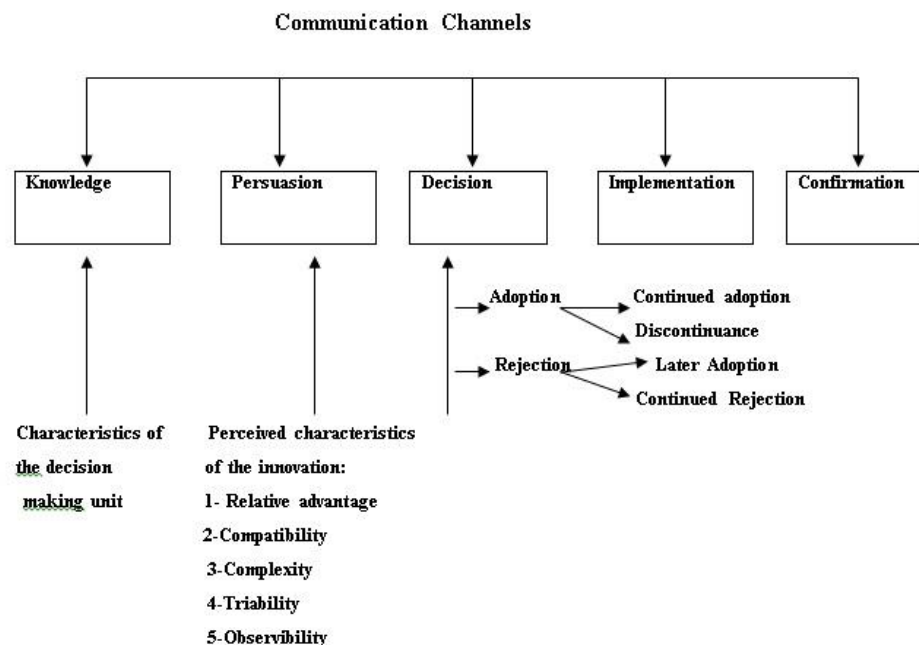 Communication Channels
Knowledge
Persuasion
Decision
Implementation
Confirmation
Adoption
Continued adoption
Discontinuance
Rejection
Later Adoption
Continued Rejection
Characteristics of
the decision
making unit
Perceived characteristics
of the innovation:
1- Relative advantage
2-Compatibility
3-Complexity
4-Triability
5-Observibility